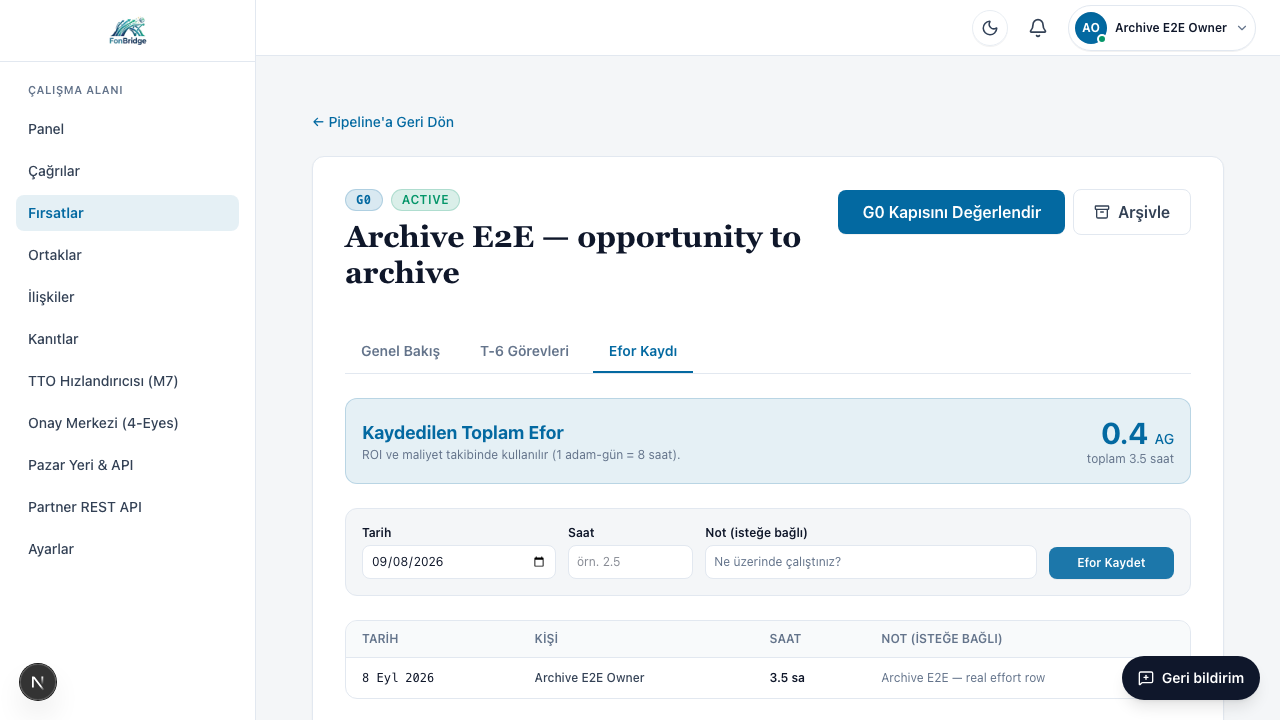 FonBridge
ÇALIŞMA ALANI
Panel
Çağrılar
Fırsatlar
Ortaklar
İlişkiler
Kanıtlar
TTO Hızlandırıcısı (M7)
Onay Merkezi (4-Eyes)
Pazar Yeri & API
Partner REST API
Ayarlar
N
AO Archive E2E Owner
← Pipeline'a Geri Dön
G0 ACTIVE
Archive E2E — opportunity to
archive
G0 Kapısını Değerlendir
Arşivle
Genel Bakış T-6 Görevleri Efor Kaydı
Kaydedilen Toplam Efor
ROI ve maliyet takibinde kullanılır (1 adam-gün = 8 saat).
0.4 AG
toplam 3.5 saat
Tarih Saat Not (isteğe bağlı)
09/08/2026 örn. 2.5 Ne üzerinde çalıştınız? Efor Kaydet
TARİH KİŞİ SAAT NOT (İSTEĞE BAĞLI)
8 Eyl 2026 Archive E2E Owner 3.5 sa Archive E2E — real effort row
Geri bildirim